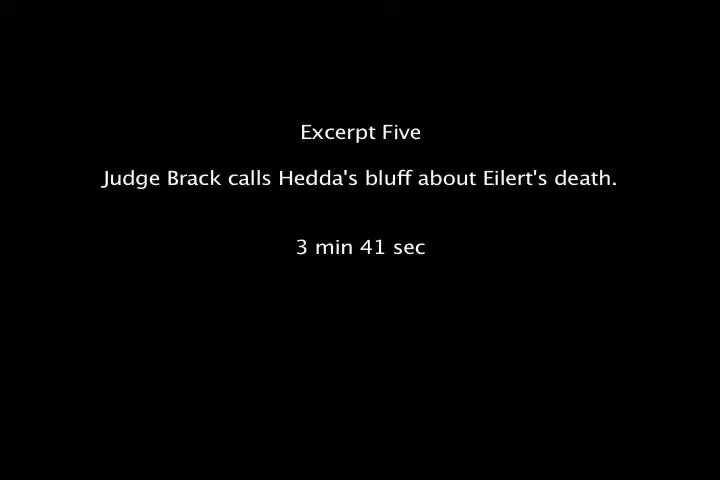 Excerpt Five
Judge Brack calls Hedda's bluff about Eilert's death.
3 min 41 sec